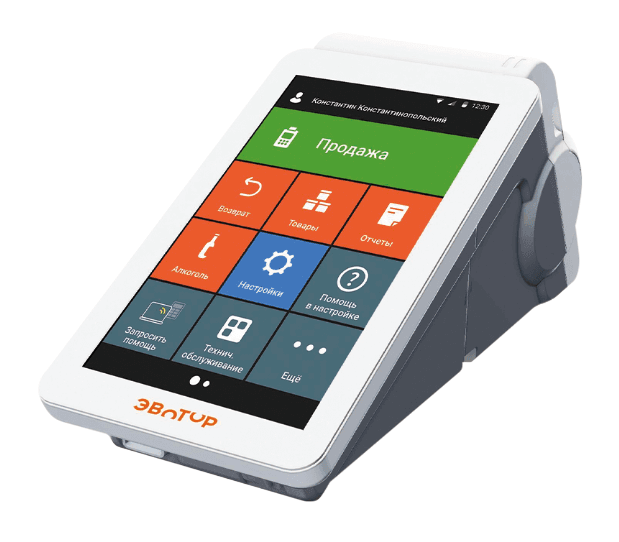 Константин Константинопольский
12:30
Продажа
Возврат
Товары
Отчеты
Алкоголь
Настройки
Помощь
в настройке
Запросить
помощь
Технич.
обслуживание
Ещё
ЭВОТОР